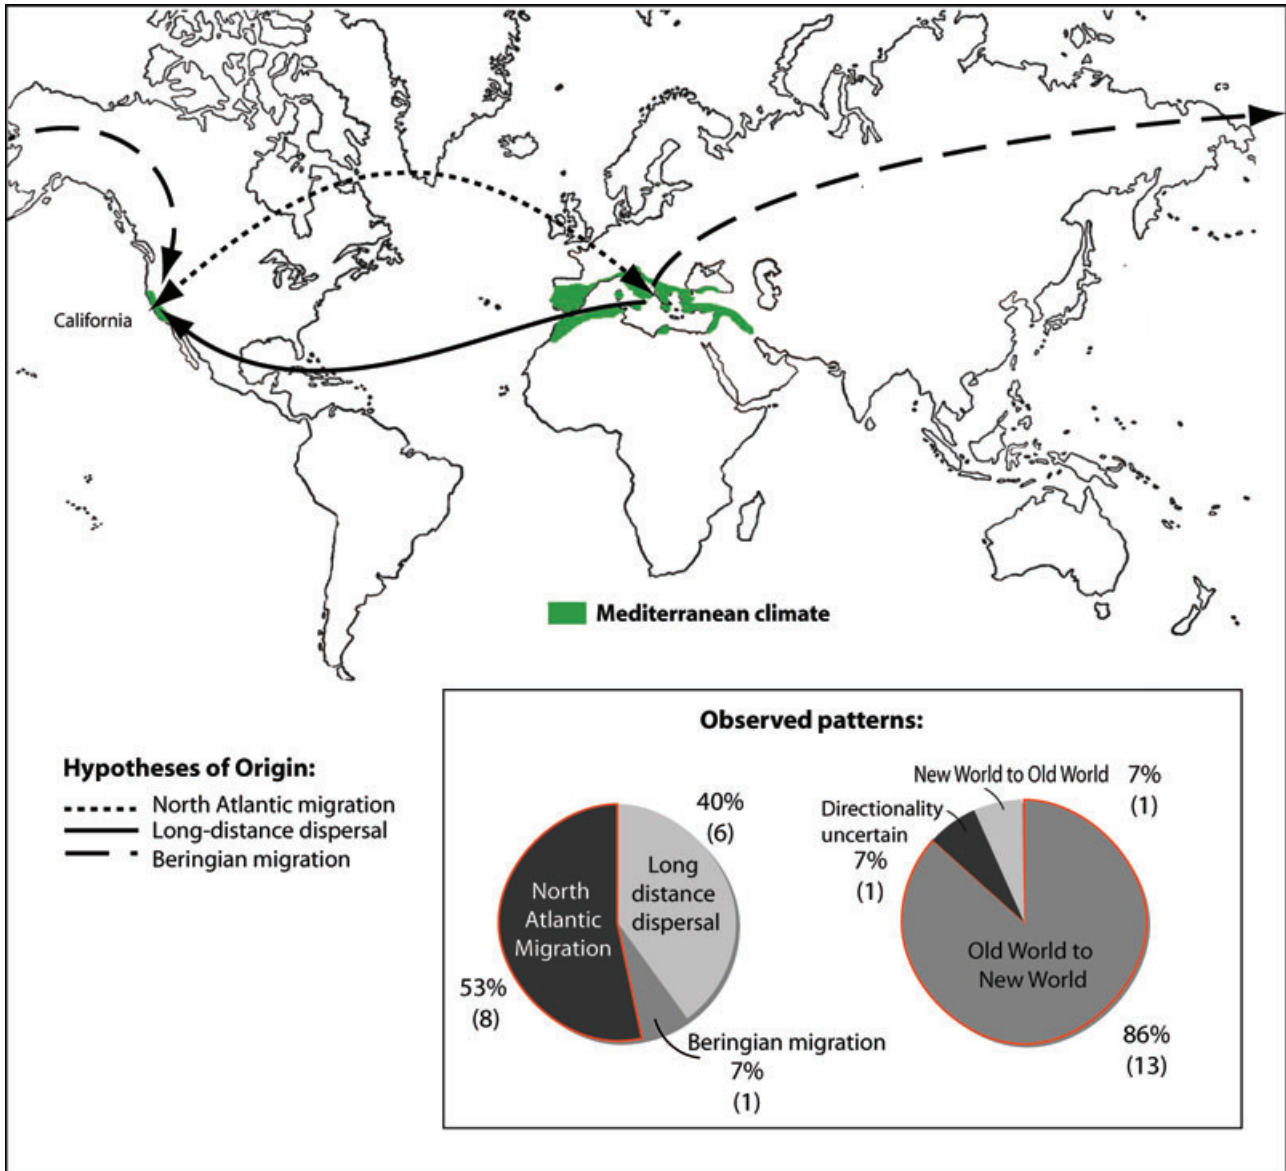 California
Mediterranean climate
Hypotheses of Origin:
North Atlantic migration
Long-distance dispersal
Beringian migration
Observed patterns:
40%
(6)
Long
distance
dispersal
North
Atlantic
Migration
53%
(8)
Beringian migration
7%
(1)
New World to Old World
7%
(1)
Directionality
uncertain
7%
(1)
Old World to
New World
86%
(13)